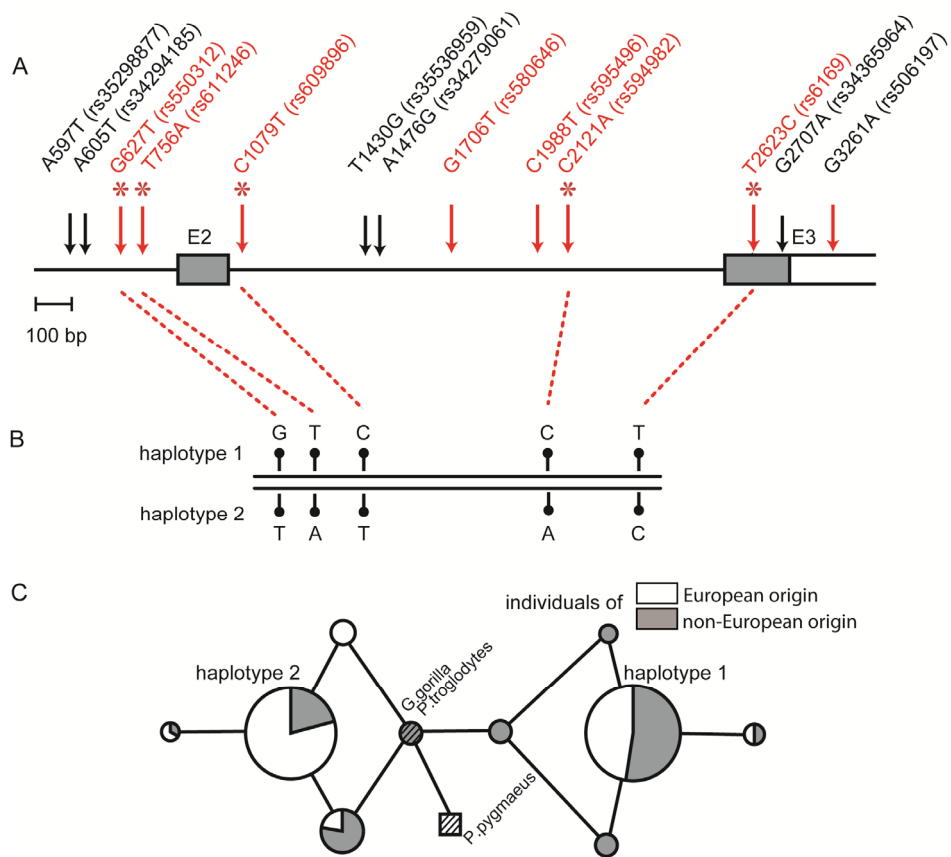 A
A597T (rs35298877)
A605T (rs34294185)
G627T (rs550312)
T756A (rs611246)
C1079T (rs609896)
T1430G (rs35536959)
A1476G (rs34279061)
G1706T (rs580646)
C1988T (rs595496)
C2121A (rs594982)
T2623C (rs6169)
G2707A (rs34365964)
G3261A (rs506197)
* * * * *
E2
E3
100 bp
B
G T C C T
haplotype 1
haplotype 2
T A T A C
C
individuals of
European origin
non-European origin
haplotype 2
G.gorilla
P.troglodytes
haplotype 1
P.pygmaeus